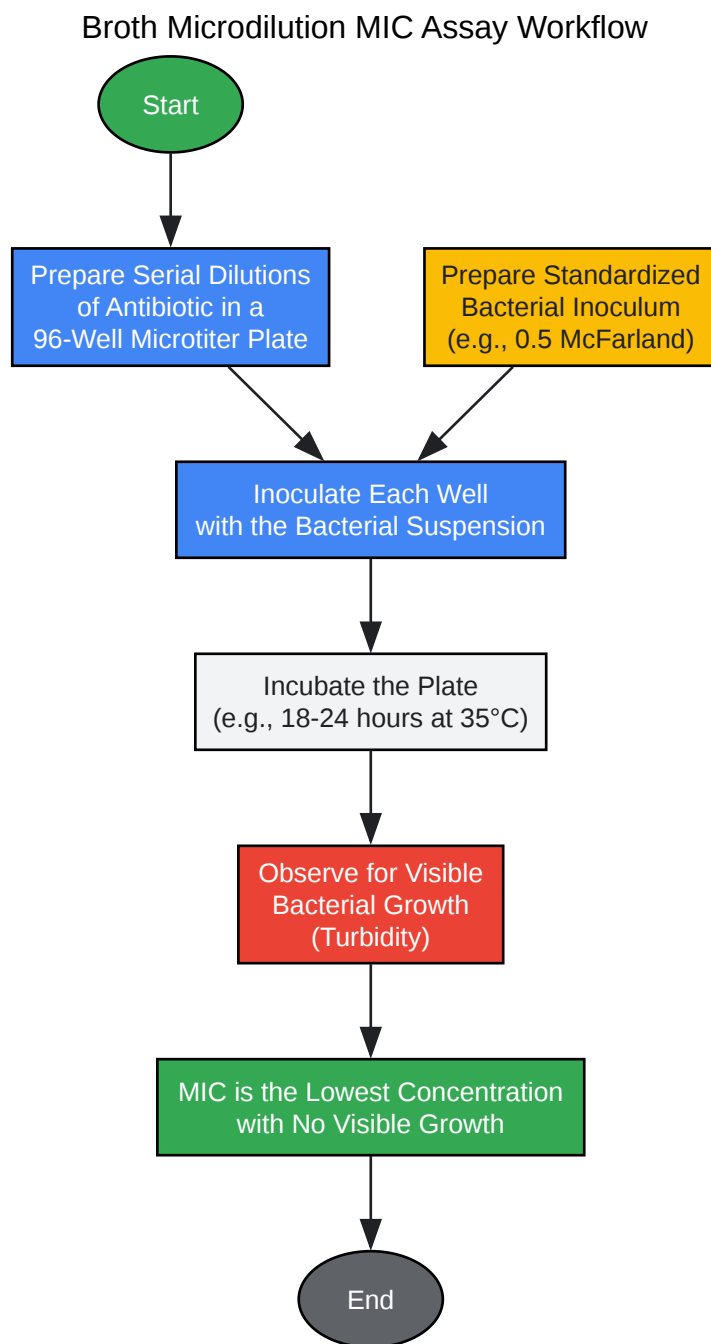 Broth Microdilution MIC Assay Workflow
Start
Prepare Serial Dilutions
of Antibiotic in a
96-Well Microtiter Plate
Prepare Standardized
Bacterial Inoculum
(e.g., 0.5 McFarland)
Inoculate Each Well
with the Bacterial Suspension
Incubate the Plate
(e.g., 18-24 hours at 35°C)
Observe for Visible
Bacterial Growth
(Turbidity)
MIC is the Lowest Concentration
with No Visible Growth
End